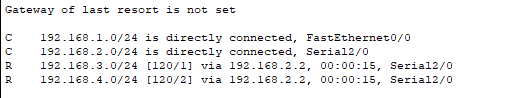 Gateway of last resort is not set
C    192.168.1.0/24 is directly connected, FastEthernet0/0
C    192.168.2.0/24 is directly connected, Serial2/0
R    192.168.3.0/24 [120/1] via 192.168.2.2, 00:00:15, Serial2/0
R    192.168.4.0/24 [120/2] via 192.168.2.2, 00:00:15, Serial2/0